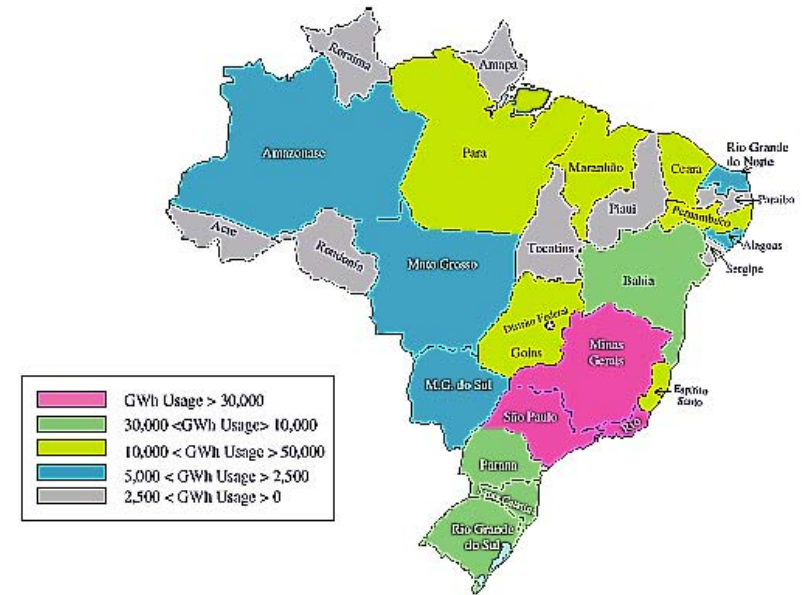 Roraima
Amapa
Amazonase
Para
Maranhão
Ceara
Rio Grande
do Norte
Paraiba
Piaui
Pernambuco
Alagoas
Sergipe
Acre
Rondonia
Mato Grosso
Tocatins
Bahia
Distrito Federal
Goias
Minas
Gerais
M.G. do Sul
Espirito
Santo
São Paulo
Rio
Parana
Rio Grande
do Sul
GWh Usage > 30,000
30,000 <GWh Usage> 10,000
10,000 < GWh Usage > 50,000
5,000 < GWh Usage > 2,500
2,500 < GWh Usage > 0